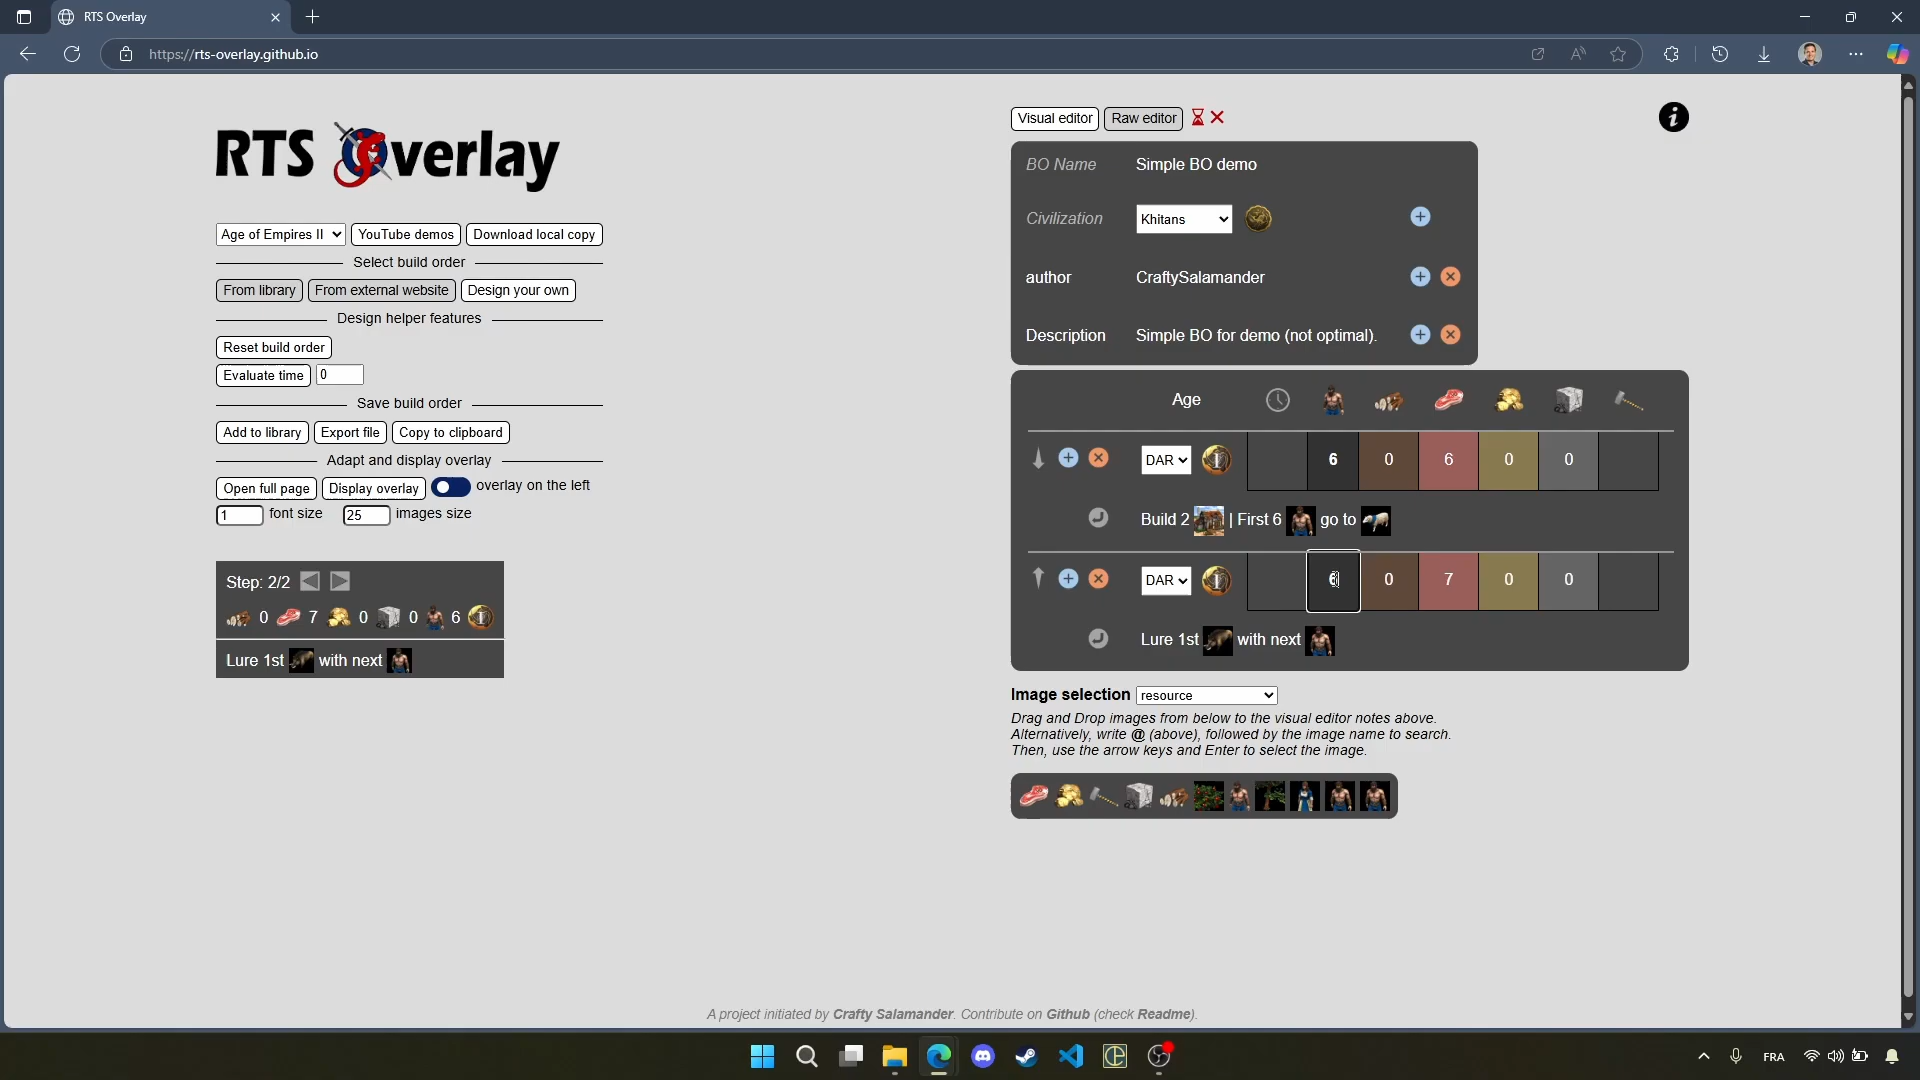 RTS Overlay
https://rts-overlay.github.io
RTS verlay
Age of Empires II
YouTube demos
Download local copy
Select build order
From library
From external website
Design your own
Design helper features
Reset build order
Evaluate time
0
Save build order
Add to library
Export file
Copy to clipboard
Adapt and display overlay
Open full page
Display overlay
overlay on the left
1
font size
25
images size
Step: 2/2
0 7 0 0 6
Lure 1st with next
Visual editor
Raw editor
BO Name
Simple BO demo
Civilization
Khitans
author
CraftySalamander
Description
Simple BO for demo (not optimal).
Age
DAR
6 0 6 0 0
Build 2 | First 6 go to
DAR
6 0 7 0 0
Lure 1st with next
Image selection
resource
Drag and Drop images from below to the visual editor notes above.
Alternatively, write @ (above), followed by the image name to search.
Then, use the arrow keys and Enter to select the image.
A project initiated by Crafty Salamander. Contribute on Github (check Readme).
FRA